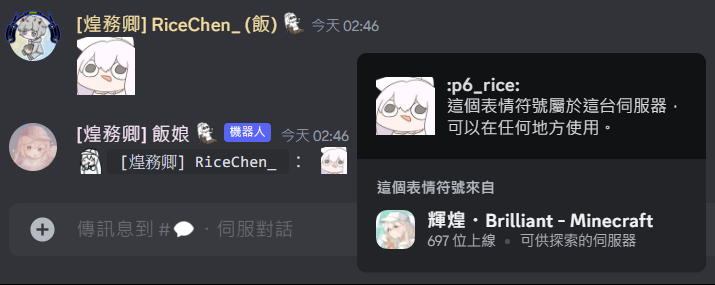 [煌務卿] RiceChen_ (飯) 今天 02:46
[煌務卿] 飯娘 機器人 今天 02:46
[煌務卿] RiceChen_ :
傳訊息到 # 💬 · 伺服對話
:p6_rice:
這個表情符號屬於這台伺服器，
可以在任何地方使用。
這個表情符號來自
輝煌・Brilliant - Minecraft
697 位上線 • 可供探索的伺服器